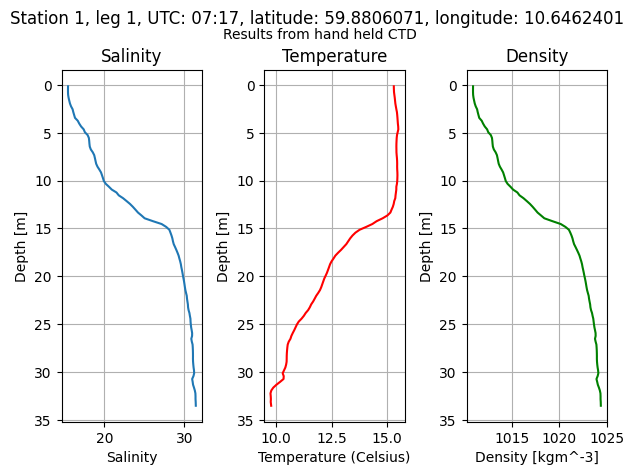 Station 1, leg 1, UTC: 07:17, latitude: 59.8806071, longitude: 10.6462401
Results from hand held CTD
Salinity
Temperature
Density
Depth [m]
0
5
10
15
20
25
30
35
20
30
Salinity
Depth [m]
0
5
10
15
20
25
30
35
10.0
12.5
15.0
Temperature (Celsius)
Depth [m]
0
5
10
15
20
25
30
35
1015
1020
1025
Density [kgm^-3]